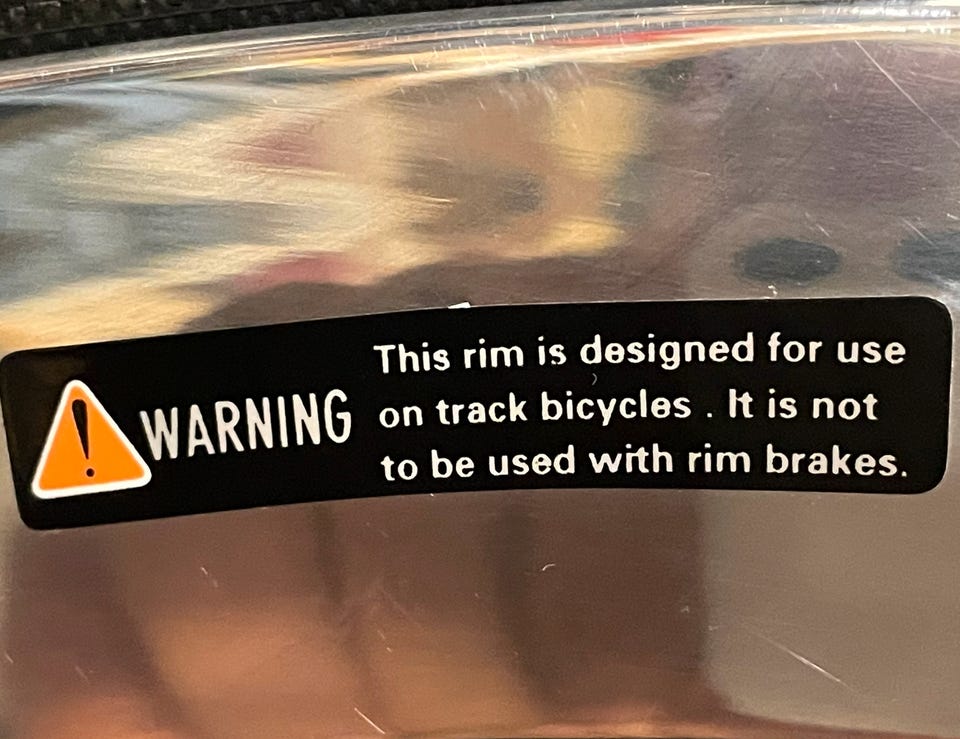 WARNING
This rim is designed for use
on track bicycles . It is not
to be used with rim brakes.